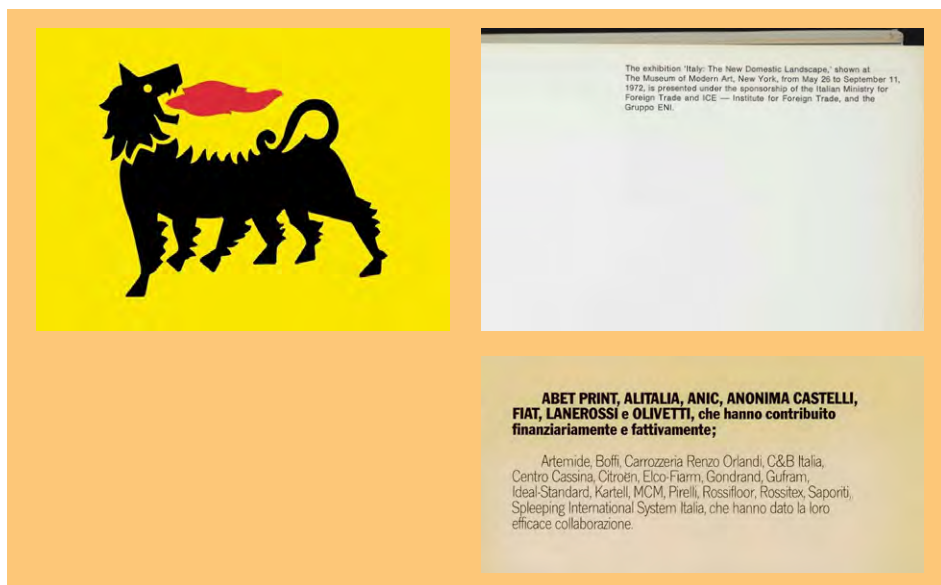 The exhibition 'Italy: The New Domestic Landscape,' shown at
The Museum of Modern Art, New York, from May 26 to September 11,
1972, is presented under the sponsorship of the Italian Ministry for
Foreign Trade and ICE — Institute for Foreign Trade, and the
Gruppo ENI.
ABET PRINT, ALITALIA, ANIC, ANONIMA CASTELLI,
FIAT, LANEROSSI e OLIVETTI, che hanno contribuito
finanziariamente e fattivamente;
Artemide, Boffi, Carrozzeria Renzo Orlandi, C&B Italia,
Centro Cassina, Citroën, Elco-Fiarm, Gondrand, Gufram,
Ideal-Standard, Kartell, MCM, Pirelli, Rossifloor, Rossitex, Saporiti,
Spleeping International System Italia, che hanno dato la loro
efficace collaborazione.